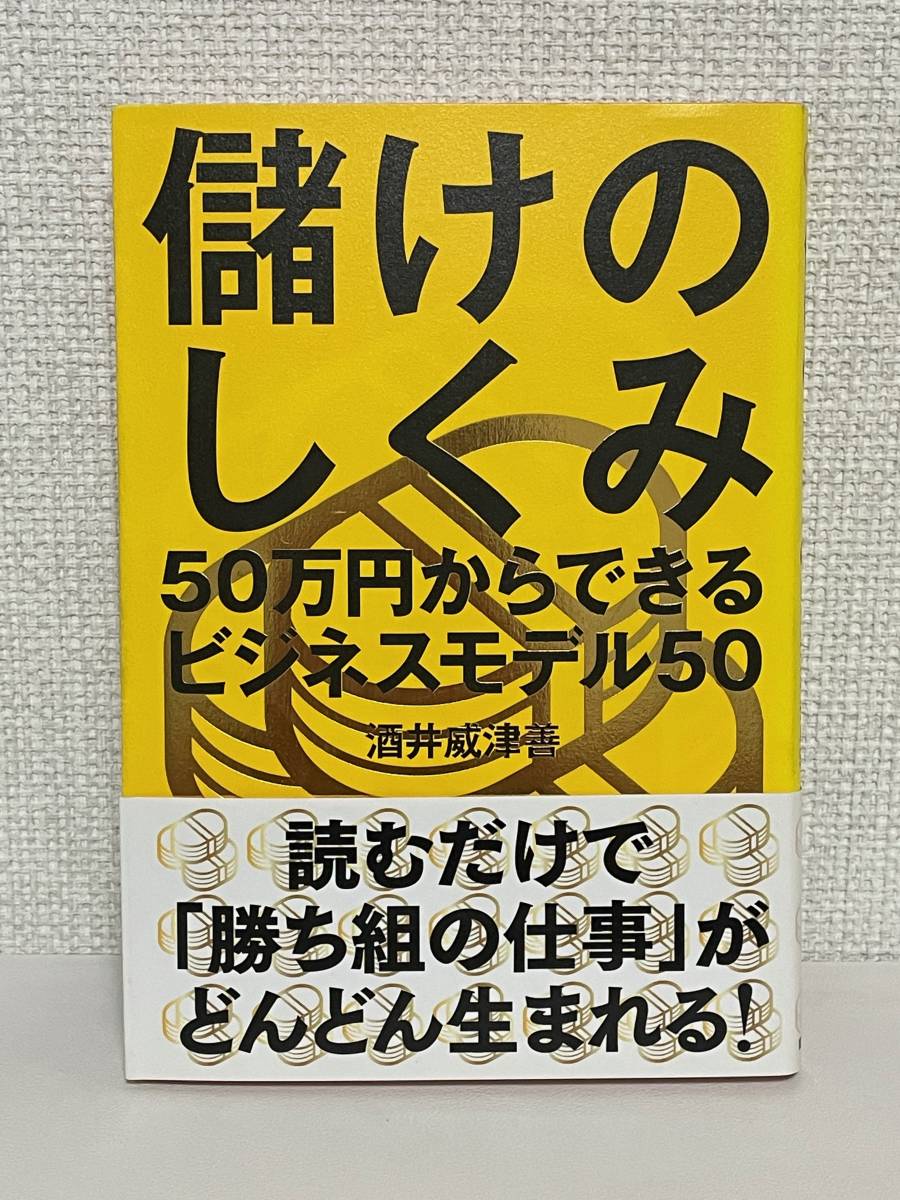 儲けの
しくみ
50万円からできる
ビジネスモデル50
酒井威津善
読むだけで
「勝ち組の仕事」が
どんどん生まれる!